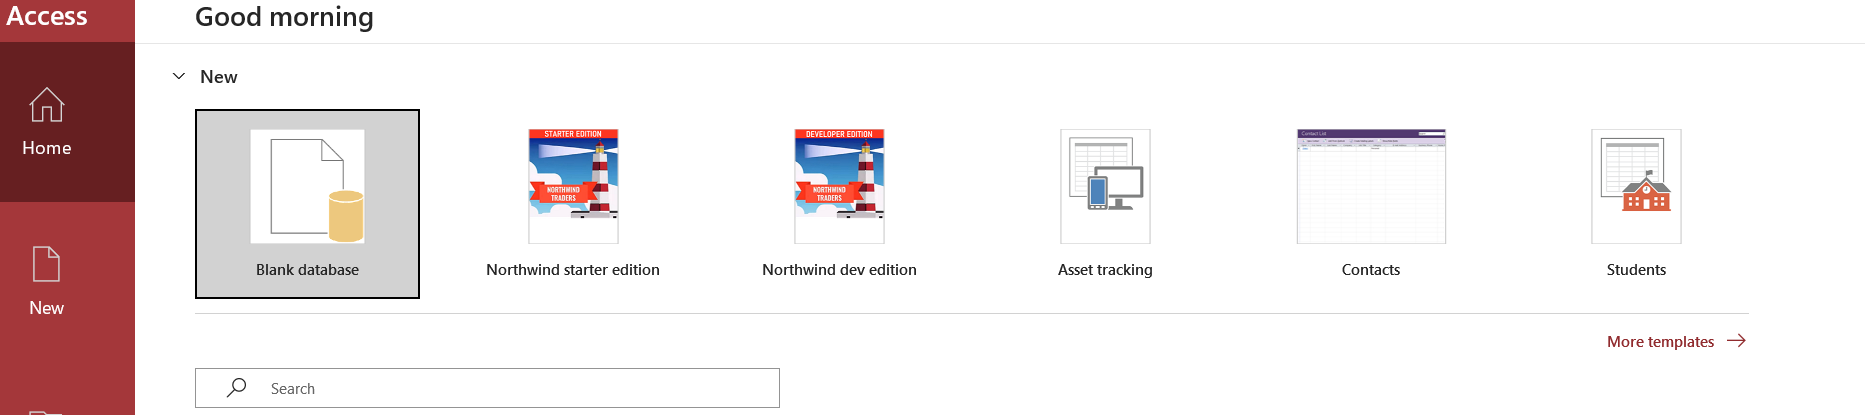 Access
Good morning
Home
New
New
Blank database
STARTER EDITION
NORTHWIND
TRADERS
Northwind starter edition
DEVELOPER EDITION
NORTHWIND
TRADERS
Northwind dev edition
Asset tracking
Contact List
Contacts
Students
More templates
Search